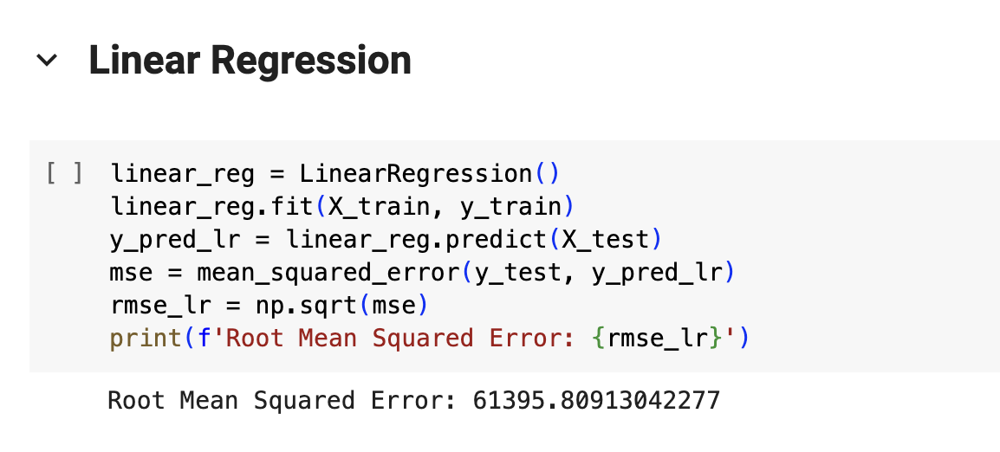 Linear Regression
[ ] linear_reg = LinearRegression()
linear_reg.fit(X_train, y_train)
y_pred_lr = linear_reg.predict(X_test)
mse = mean_squared_error(y_test, y_pred_lr)
rmse_lr = np.sqrt(mse)
print(f'Root Mean Squared Error: {rmse_lr}')
Root Mean Squared Error: 61395.80913042277